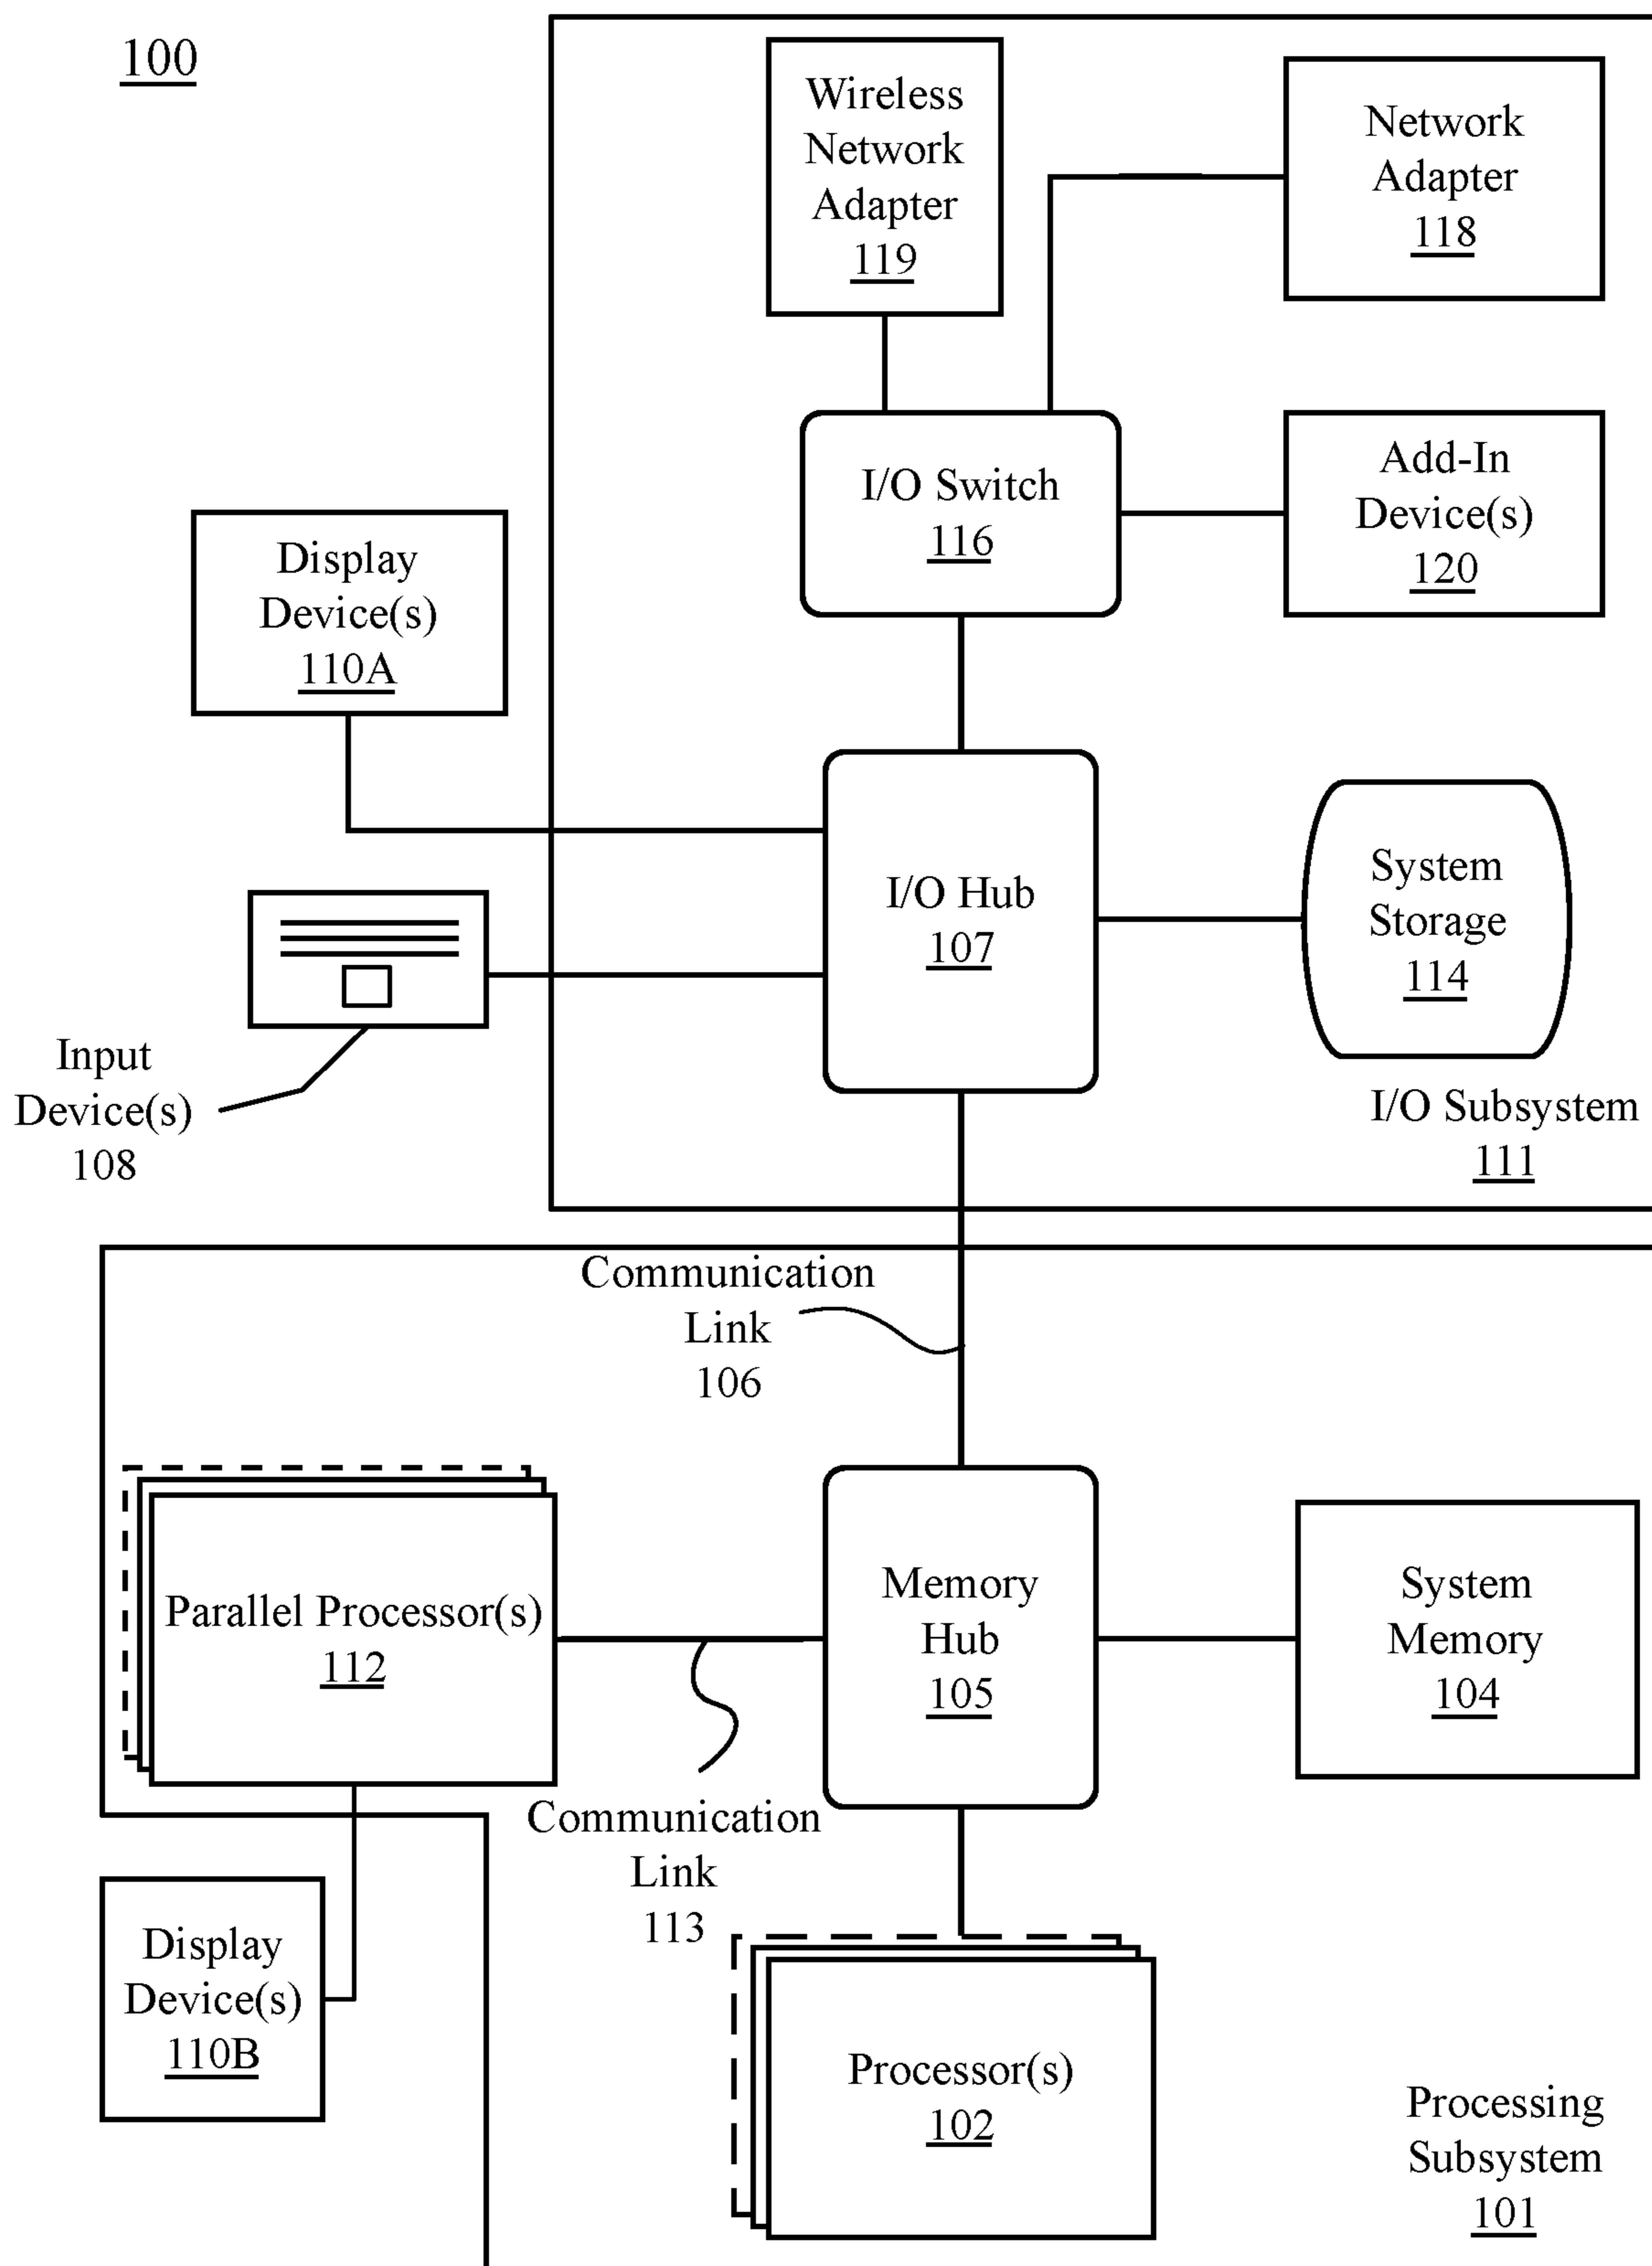 100
Wireless
Network
Adapter
119
Network
Adapter
118
I/O Switch
116
Add-In
Device(s)
120
Display
Device(s)
110A
I/O Hub
107
System
Storage
114
Input
Device(s)
108
I/O Subsystem
111
Communication
Link
106
Parallel Processor(s)
112
Memory
Hub
105
System
Memory
104
Communication
Link
113
Display
Device(s)
110B
Processor(s)
102
Processing
Subsystem
101